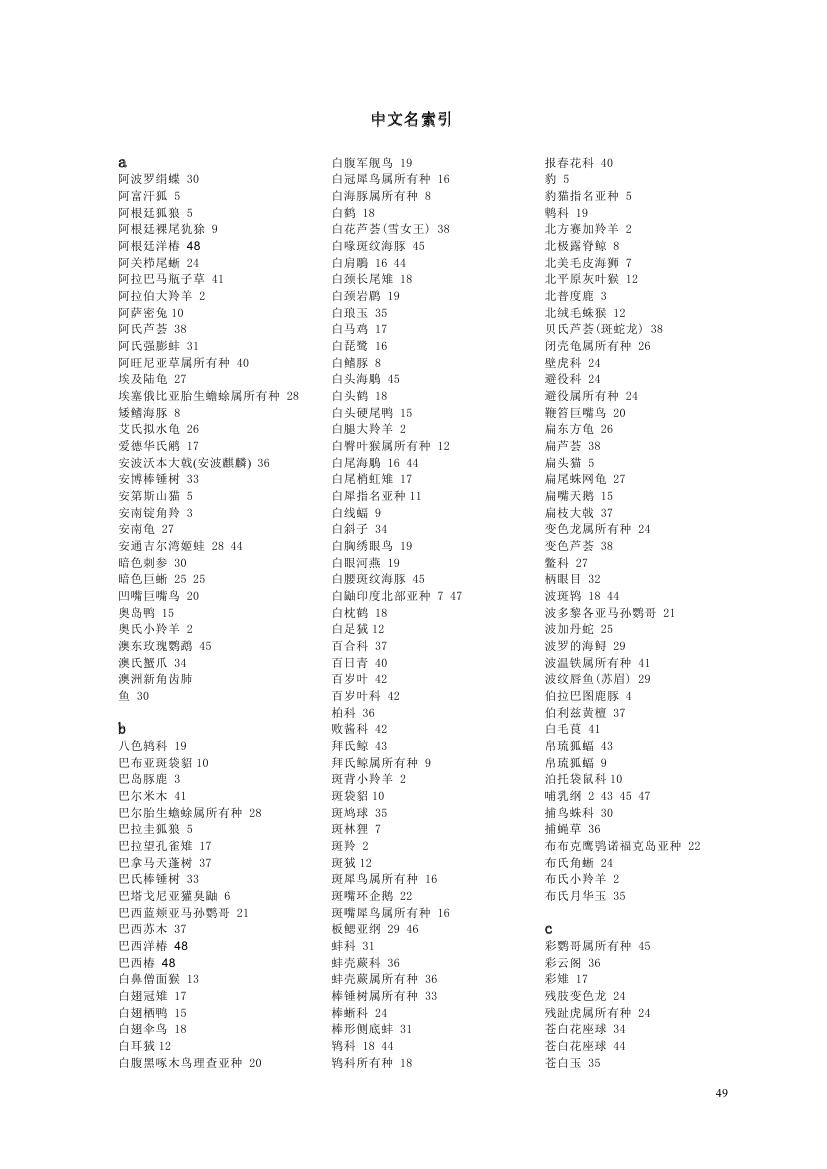 中文名索引
a
阿波罗绢蝶 30
阿富汗狐 5
阿根廷狐狼 5
阿根廷裸尾犰狳 9
阿根廷洋椿 48
阿关栉尾蜥 24
阿拉巴马瓶子草 41
阿拉伯大羚羊 2
阿萨密兔 10
阿氏芦荟 38
阿氏强膨蚌 31
阿旺尼亚草属所有种 40
埃及陆龟 27
埃塞俄比亚胎生蟾蜍属所有种 28
矮鳍海豚 8
艾氏拟水龟 26
爱德华氏鹇 17
安波沃本大戟(安波麒麟) 36
安博棒锤树 33
安第斯山猫 5
安南锭角羚 3
安南龟 27
安通吉尔湾姬蛙 28 44
暗色刺参 30
暗色巨蜥 25 25
凹嘴巨嘴鸟 20
奥岛鸭 15
奥氏小羚羊 2
澳东玫瑰鹦鹉 45
澳氏蟹爪 34
澳洲新角齿肺
鱼 30
b
八色鸫科 19
巴布亚斑袋貂 10
巴岛豚鹿 3
巴尔米木 41
巴尔胎生蟾蜍属所有种 28
巴拉圭狐狼 5
巴拉望孔雀雉 17
巴拿马天蓬树 37
巴氏棒锤树 33
巴塔戈尼亚獾臭鼬 6
巴西蓝颊亚马孙鹦哥 21
巴西苏木 37
巴西洋椿 48
巴西椿 48
白鼻僧面猴 13
白翅冠雉 17
白翅栖鸭 15
白翅伞鸟 18
白耳狨 12
白腹黑啄木鸟理查亚种 20
白腹军舰鸟 19
白冠犀鸟属所有种 16
白海豚属所有种 8
白鹤 18
白花芦荟(雪女王) 38
白喙斑纹海豚 45
白肩鵰 16 44
白颈长尾雉 18
白颈岩鹛 19
白琅玉 35
白马鸡 17
白琵鹭 16
白鳍豚 8
白头海鵰 45
白头鹤 18
白头硬尾鸭 15
白腿大羚羊 2
白臀叶猴属所有种 12
白尾海鵰 16 44
白尾梢虹雉 17
白犀指名亚种 11
白线蝠 9
白斜子 34
白胸绣眼鸟 19
白眼河燕 19
白腰斑纹海豚 45
白鼬印度北部亚种 7 47
白枕鹤 18
白足狨 12
百合科 37
百日青 40
百岁叶 42
百岁叶科 42
柏科 36
败酱科 42
拜氏鲸 43
拜氏鲸属所有种 9
斑背小羚羊 2
斑袋貂 10
斑鸠球 35
斑林狸 7
斑羚 2
斑狨 12
斑犀鸟属所有种 16
斑嘴环企鹅 22
斑嘴犀鸟属所有种 16
板鳃亚纲 29 46
蚌科 31
蚌壳蕨科 36
蚌壳蕨属所有种 36
棒锤树属所有种 33
棒蜥科 24
棒形侧底蚌 31
鸨科 18 44
鸨科所有种 18
报春花科 40
豹 5
豹猫指名亚种 5
鸭科 19
北方赛加羚羊 2
北极露脊鲸 8
北美毛皮海狮 7
北平原灰叶猴 12
北普度鹿 3
北绒毛蛛猴 12
贝氏芦荟(斑蛇龙) 38
闭壳龟属所有种 26
壁虎科 24
避役科 24
避役属所有种 24
鞭笞巨嘴鸟 20
扁东方龟 26
扁芦荟 38
扁头猫 5
扁尾蛛网龟 27
扁嘴天鹅 15
扁枝大戟 37
变色龙属所有种 24
变色芦荟 38
鳖科 27
柄眼目 32
波斑鸨 18 44
波多黎各亚马孙鹦哥 21
波加丹蛇 25
波罗的海鲟 29
波温铁属所有种 41
波纹唇鱼(苏眉) 29
伯拉巴图鹿豚 4
伯利兹黄檀 37
白毛茛 41
帛琉狐蝠 43
帛琉狐蝠 9
泊托袋鼠科 10
哺乳纲 2 43 45 47
捕鸟蛛科 30
捕蝇草 36
布布克鹰鸮诺福克岛亚种 22
布氏角蜥 24
布氏小羚羊 2
布氏月华玉 35
c
彩鹦哥属所有种 45
彩云阁 36
彩雉 17
残肢变色龙 24
残趾虎属所有种 24
苍白花座球 34
苍白花座球 44
苍白玉 35
49